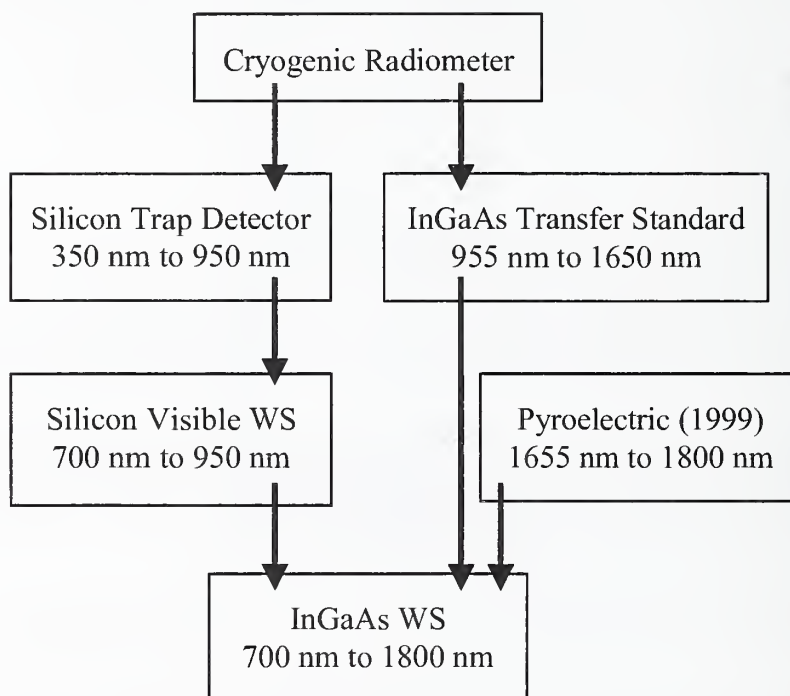 Cryogenic Radiometer
Silicon Trap Detector
350 nm to 950 nm
InGaAs Transfer Standard
955 nm to 1650 nm
Silicon Visible WS
700 nm to 950 nm
Pyroelectric (1999)
1655 nm to 1800 nm
InGaAs WS
700 nm to 1800 nm